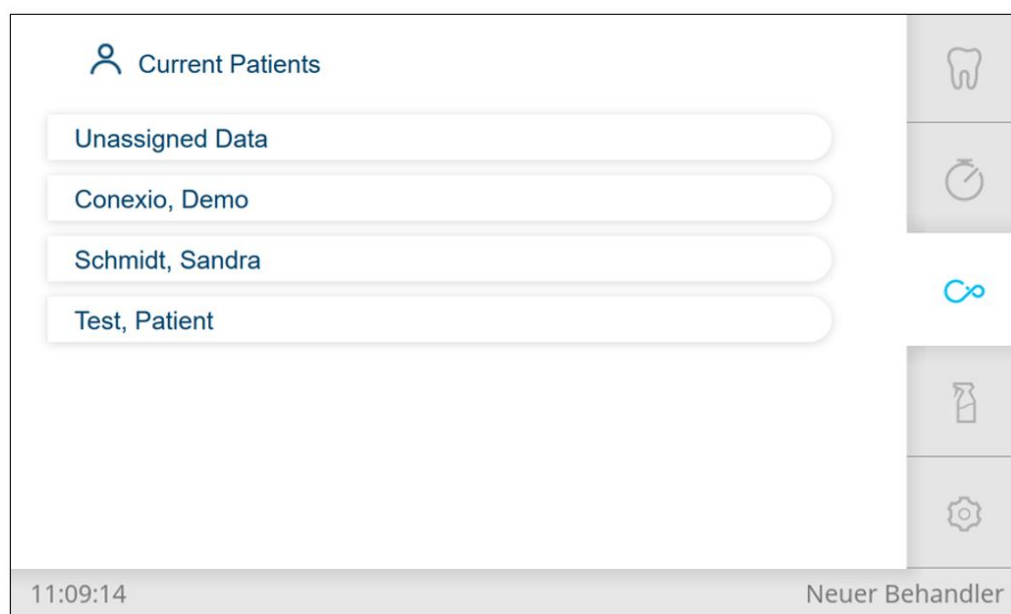 Current Patients
Unassigned Data
Conexio, Demo
Schmidt, Sandra
Test, Patient
11:09:14
Neuer Behandler